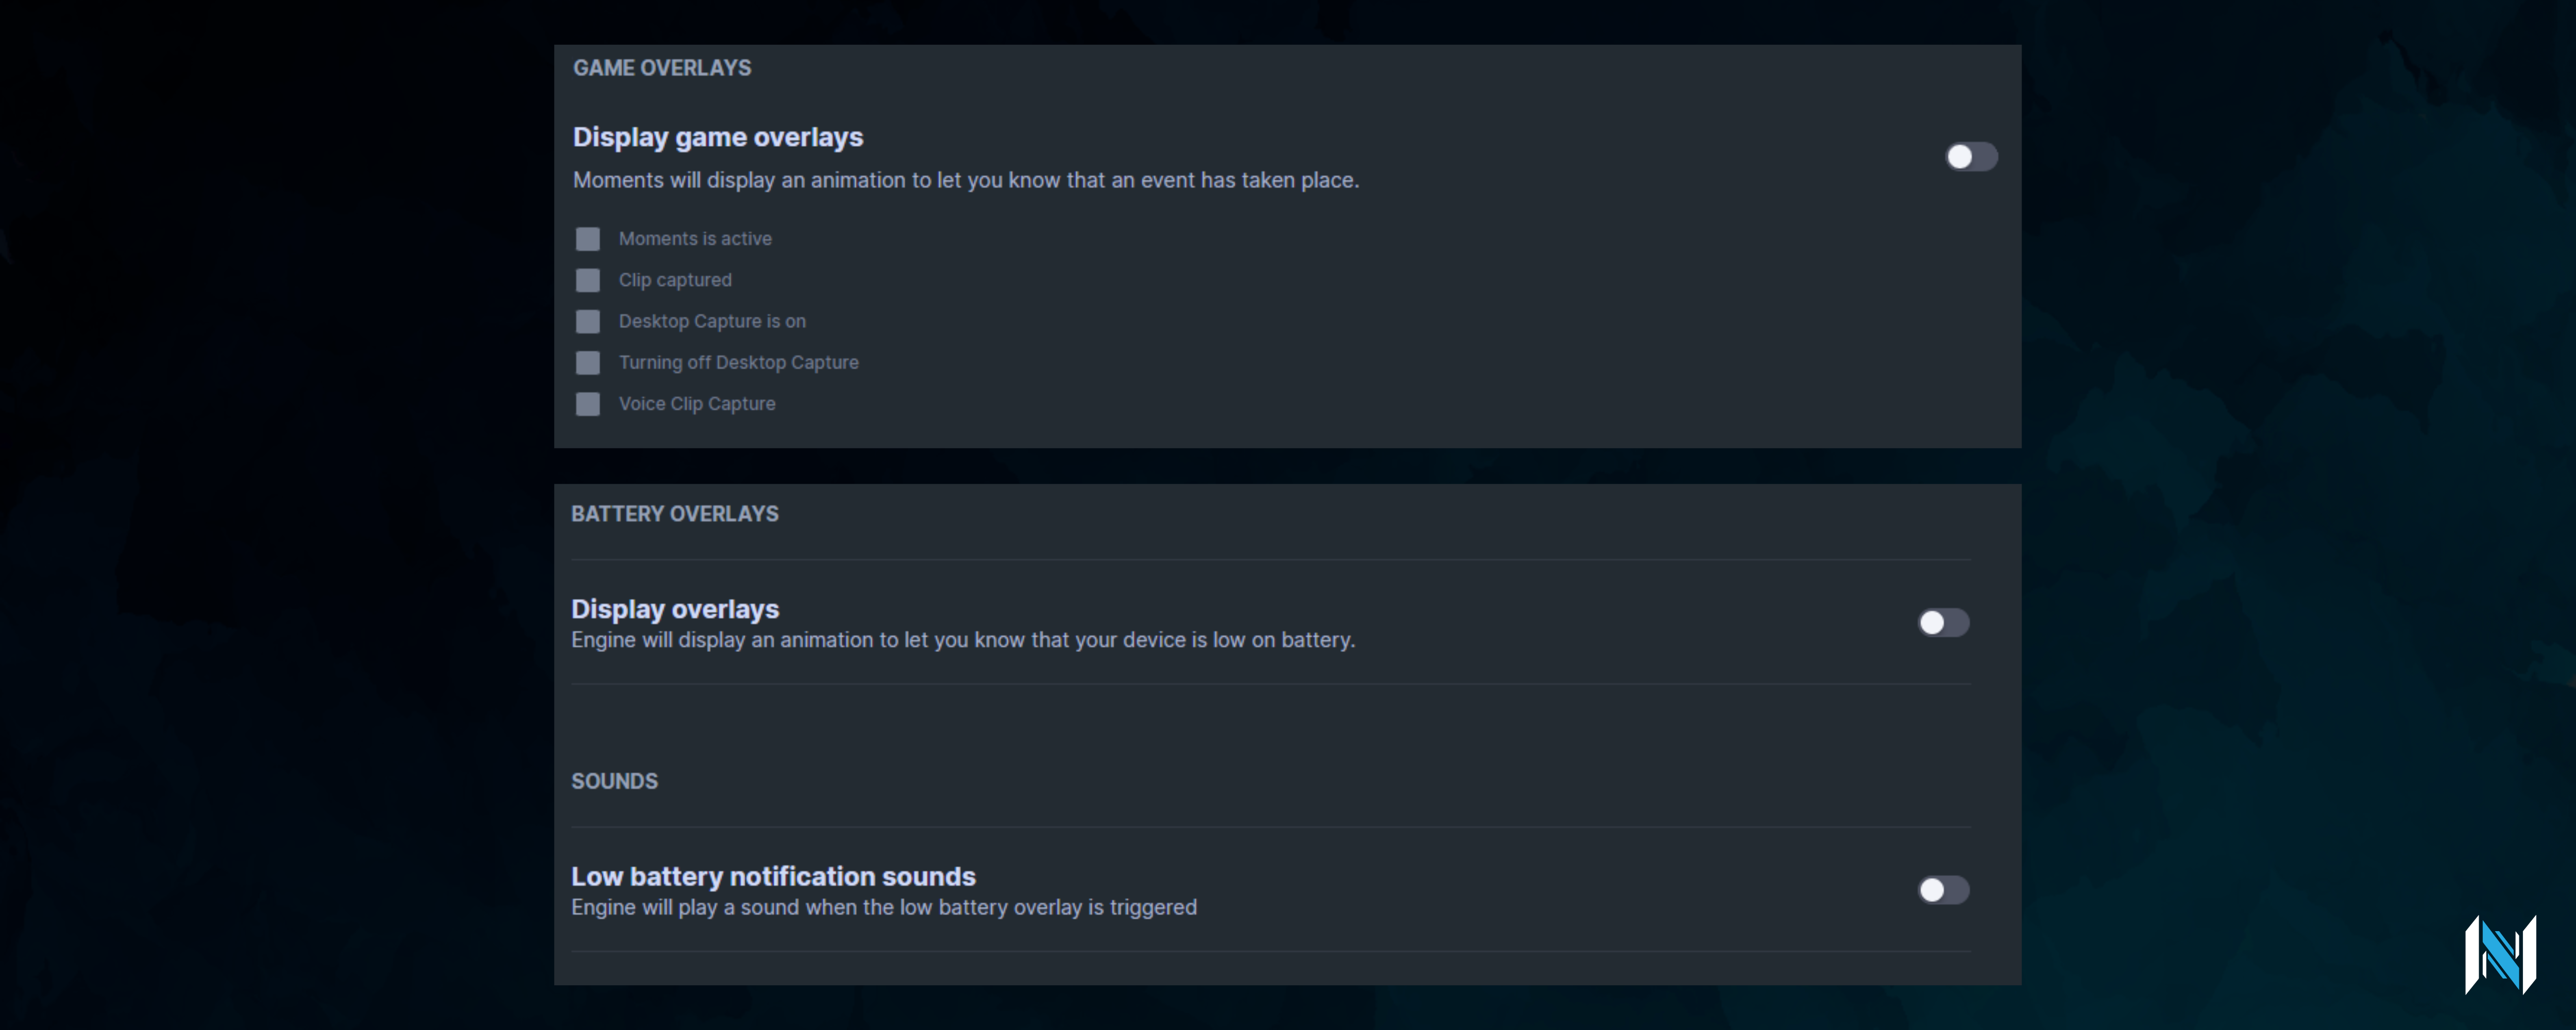 GAME OVERLAYS
Display game overlays
Moments will display an animation to let you know that an event has taken place.
Moments is active
Clip captured
Desktop Capture is on
Turning off Desktop Capture
Voice Clip Capture
BATTERY OVERLAYS
Display overlays
Engine will display an animation to let you know that your device is low on battery.
SOUNDS
Low battery notification sounds
Engine will play a sound when the low battery overlay is triggered